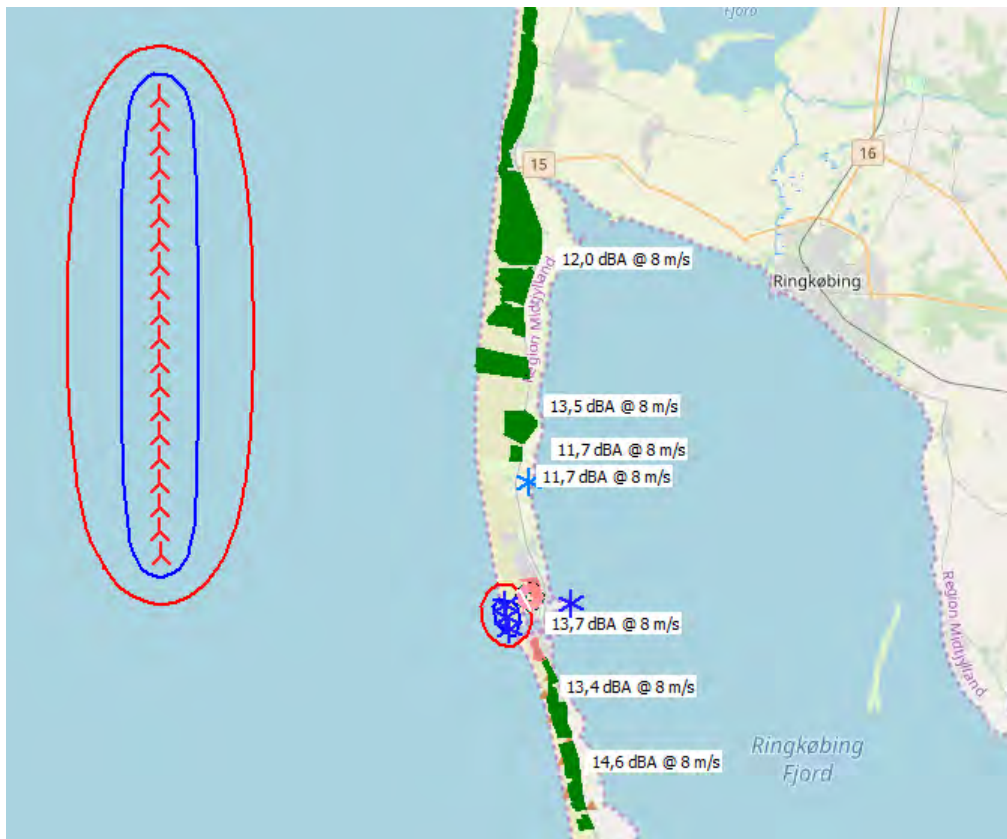 Fjord
15
16
12,0 dBA @ 8 m/s
Region Midtjylland
Ringkøbing
13,5 dBA @ 8 m/s
11,7 dBA @ 8 m/s
11,7 dBA @ 8 m/s
13,7 dBA @ 8 m/s
Region Midtjylland
13,4 dBA @ 8 m/s
14,6 dBA @ 8 m/s
Ringkøbing
Fjord